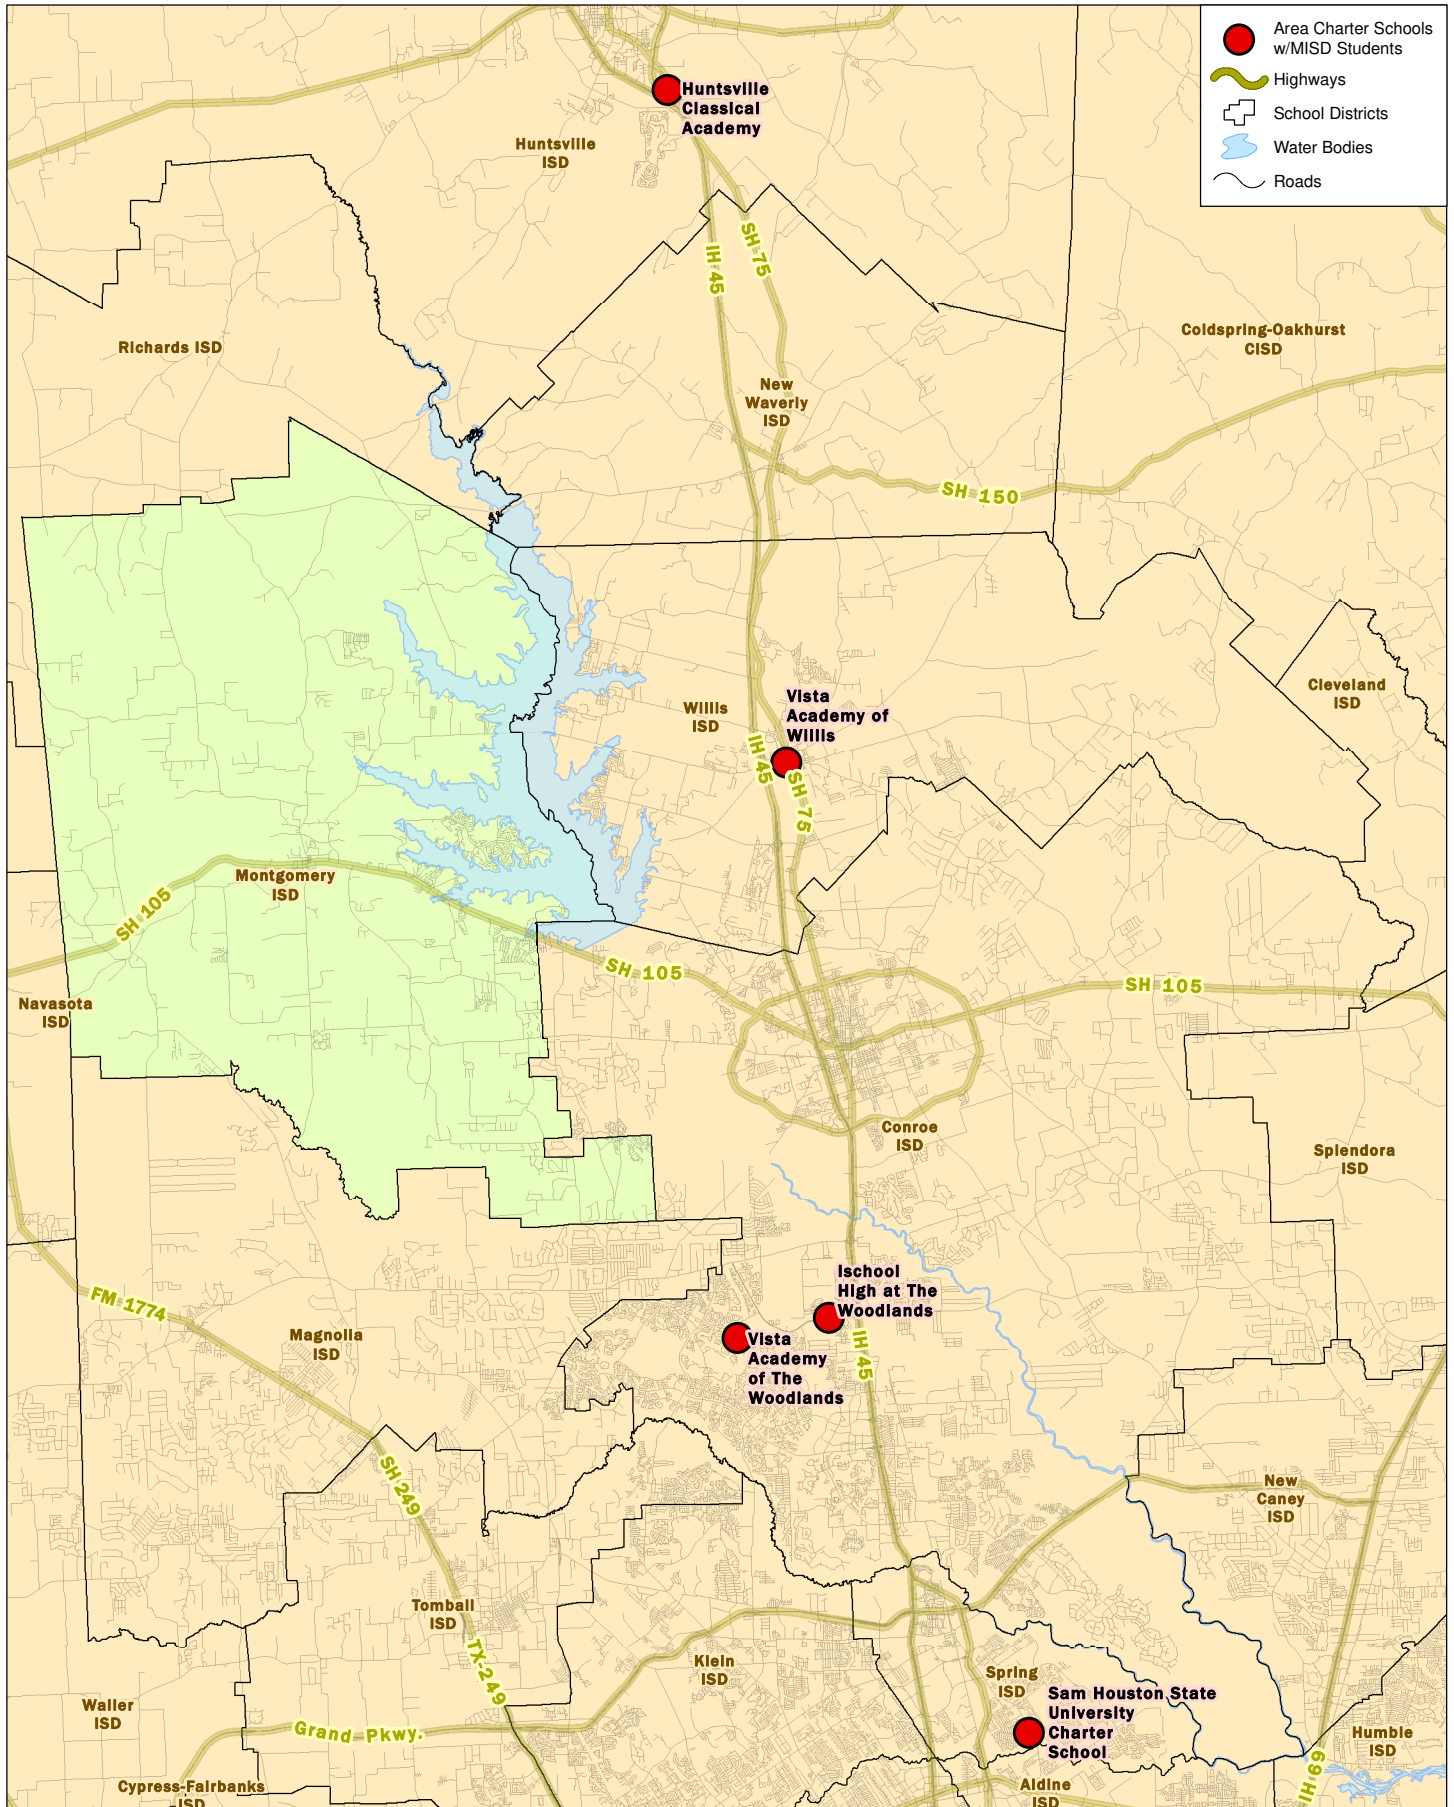 Area Charter Schools
w/MISD Students
Highways
School Districts
Water Bodies
Roads
Huntsville
Classical
Academy
Huntsville
ISD
SH 75
IH 45
Richards ISD
Coldspring-Oakhurst
CISD
New
Waverly
ISD
SH 150
Cleveland
ISD
Vista
Academy of
Willis
Willis
ISD
IH 45
SH 75
Montgomery
ISD
SH 105
SH 105
SH 105
Navasota
ISD
Conroe
ISD
Splendora
ISD
Ischool
High at The
Woodlands
FM 1774
Magnolia
ISD
Vista
Academy
of The
Woodlands
IH 45
SH 249
New
Caney
ISD
Tomball
ISD
TX-249
Klein
ISD
Spring
ISD
Sam Houston State
University
Charter
School
Waller
ISD
Grand Pkwy.
Humble
ISD
IH 69
Cypress-Fairbanks
ISD
Aldine
ISD